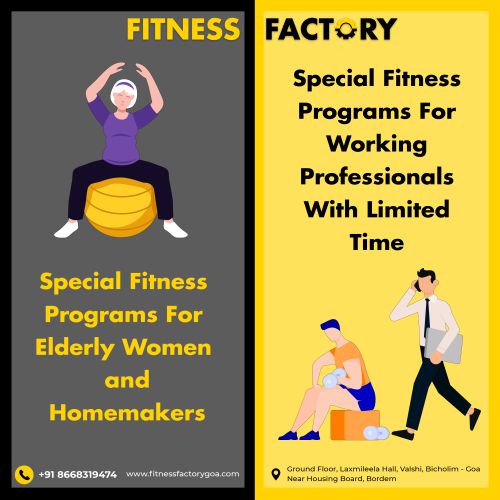 FITNESS FACTORY
Special Fitness
Programs For
Elderly Women
and
Homemakers
+91 8668319474 www.fitnessfactorygoa.com
Special Fitness
Programs For
Working
Professionals
With Limited
Time
Ground Floor, Laxmileela Hall, Valshi, Bicholim - Goa
Near Housing Board, Bordem